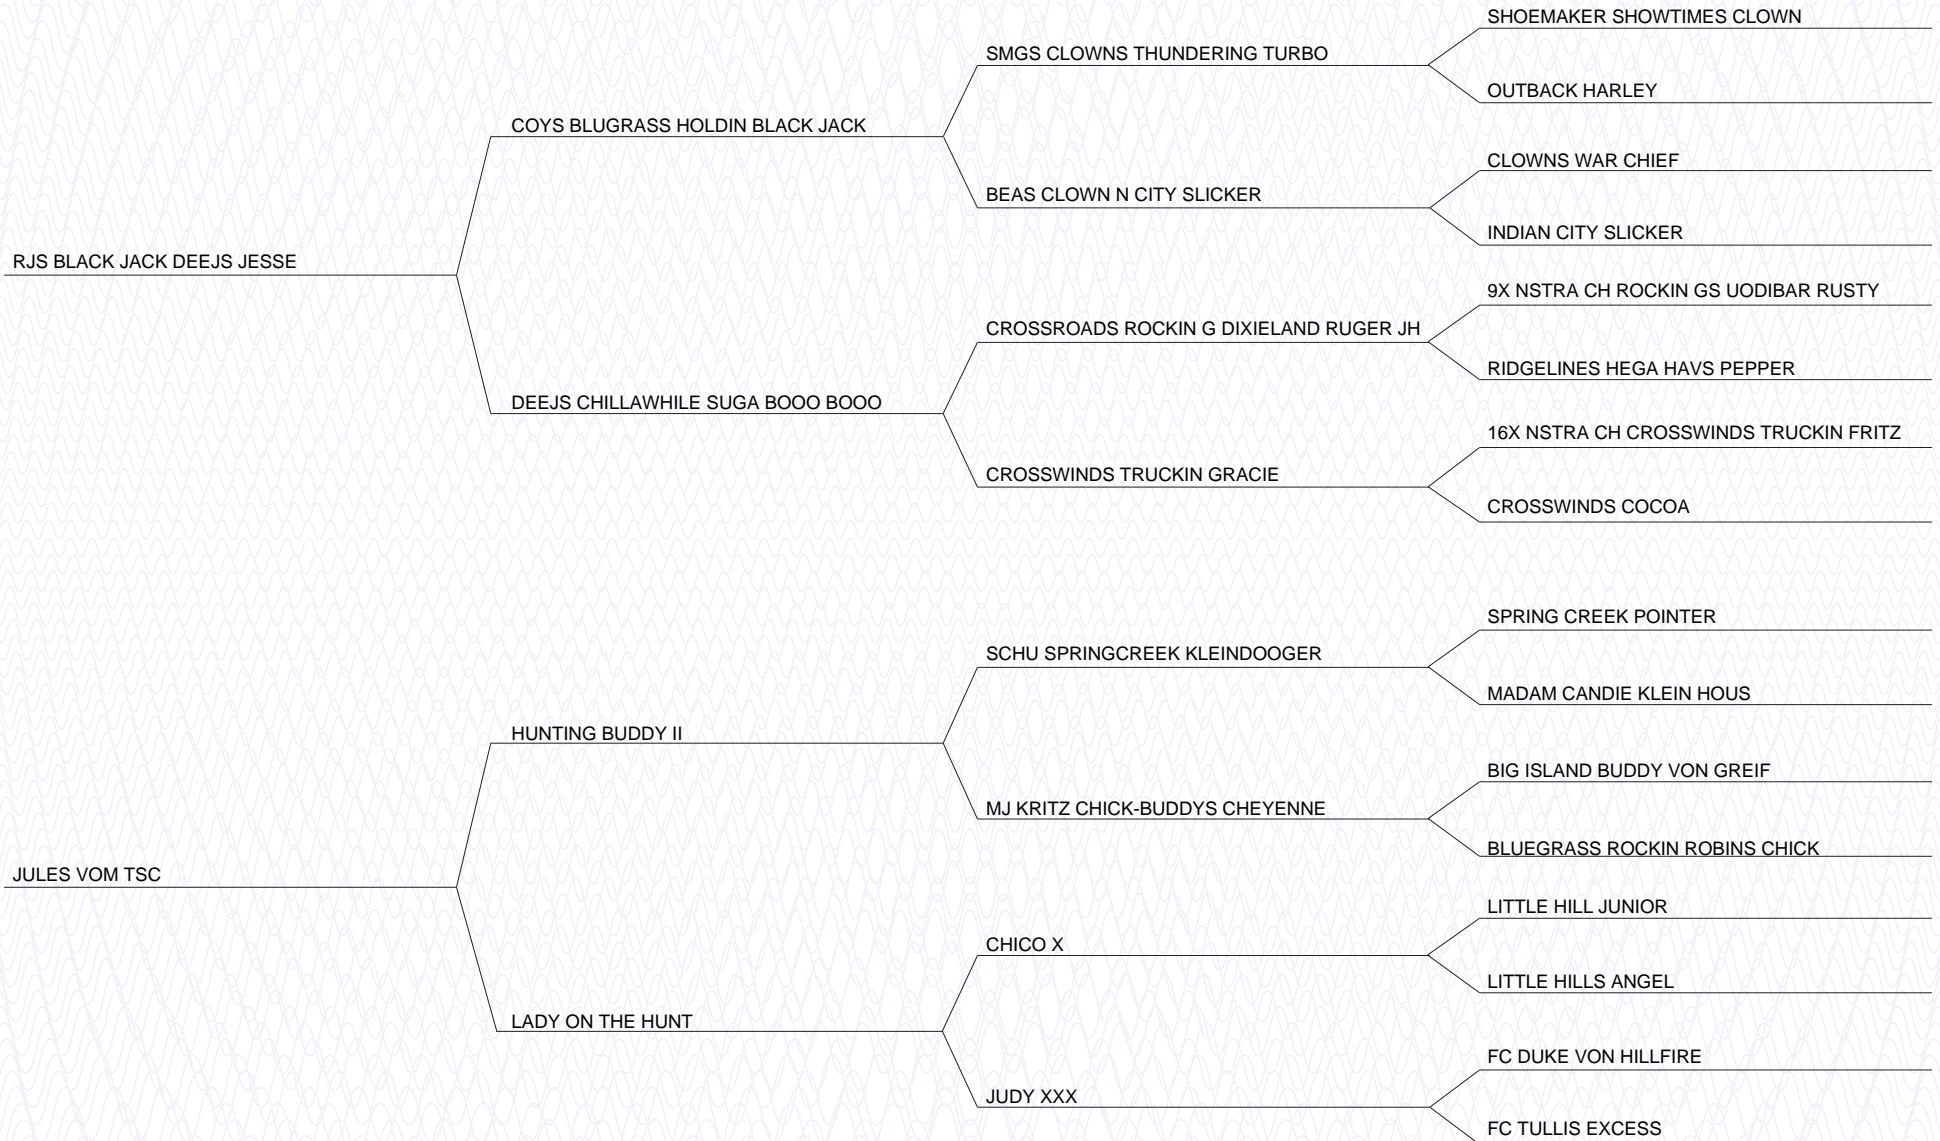 SHOEMAKER SHOWTIMES CLOWN
SMGS CLOWNS THUNDERING TURBO
OUTBACK HARLEY
COYS BLUGRASS HOLDIN BLACK JACK
CLOWNS WAR CHIEF
BEAS CLOWN N CITY SLICKER
INDIAN CITY SLICKER
RJS BLACK JACK DEEJS JESSE
9X NSTRA CH ROCKIN GS UODIBAR RUSTY
CROSSROADS ROCKIN G DIXIELAND RUGER JH
RIDGELINES HEGA HAVS PEPPER
DEEJS CHILLAWHILE SUGA BOOO BOOO
16X NSTRA CH CROSSWINDS TRUCKIN FRITZ
CROSSWINDS TRUCKIN GRACIE
CROSSWINDS COCOA
SPRING CREEK POINTER
SCHU SPRINGCREEK KLEINDOOGER
MADAM CANDIE KLEIN HOUS
HUNTING BUDDY II
BIG ISLAND BUDDY VON GREIF
MJ KRITZ CHICK-BUDDYS CHEYENNE
BLUEGRASS ROCKIN ROBINS CHICK
JULES VOM TSC
LITTLE HILL JUNIOR
CHICO X
LITTLE HILLS ANGEL
LADY ON THE HUNT
FC DUKE VON HILLFIRE
JUDY XXX
FC TULLIS EXCESS